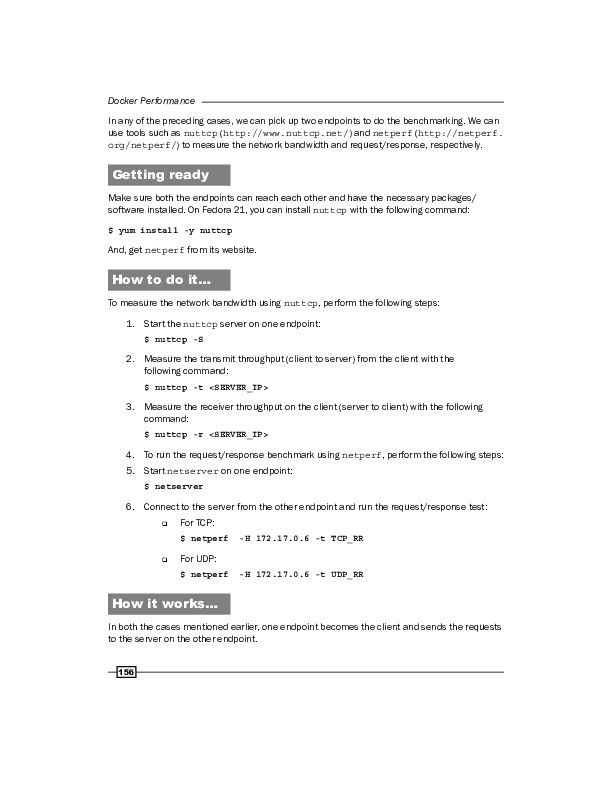 Docker Performance
In any of the preceding cases, we can pick up two endpoints to do the benchmarking. We can
use tools such as nuttcp (http://www.nuttcp.net/) and netperf (http://netperf.
org/netperf/) to measure the network bandwidth and request/response, respectively.
Getting ready
Make sure both the endpoints can reach each other and have the necessary packages/
software installed. On Fedora 21, you can install nuttcp with the following command:
$ yum install -y nuttcp
And, get netperf from its website.
How to do it…
To measure the network bandwidth using nuttcp, perform the following steps:
1. Start the nuttcp server on one endpoint:
$ nuttcp -S
2. Measure the transmit throughput (client to server) from the client with the
following command:
$ nuttcp -t <SERVER_IP>
3. Measure the receiver throughput on the client (server to client) with the following
command:
$ nuttcp -r <SERVER_IP>
4. To run the request/response benchmark using netperf, perform the following steps:
5. Start netserver on one endpoint:
$ netserver
6. Connect to the server from the other endpoint and run the request/response test:
❑ For TCP:
$ netperf  -H 172.17.0.6 -t TCP_RR
❑ For UDP:
$ netperf  -H 172.17.0.6 -t UDP_RR
How it works…
In both the cases mentioned earlier, one endpoint becomes the client and sends the requests
to the server on the other endpoint.
156